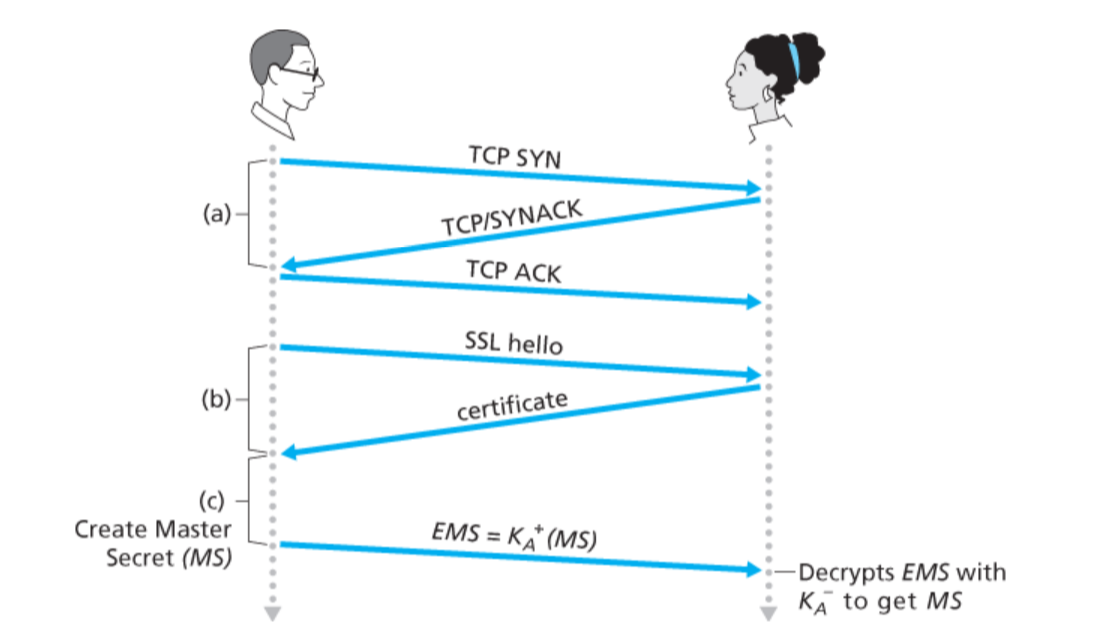 TCP SYN
(a)
TCP/SYNACK
TCP ACK
SSL hello
(b)
certificate
(c)
Create Master
Secret (MS)
EMS = K_A^+(MS)
Decrypts EMS with
K_A^- to get MS